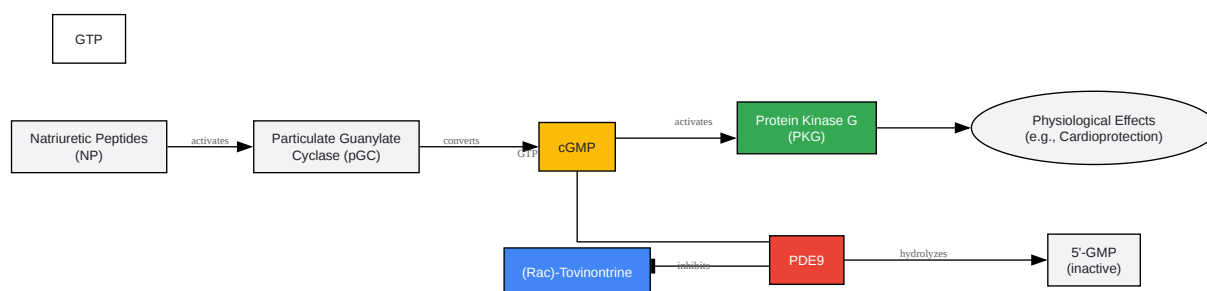 GTP
Natriuretic Peptides
(NP)
activates
Particulate Guanylate
Cyclase (pGC)
converts
GTP
cGMP
activates
Protein Kinase G
(PKG)
Physiological Effects
(e.g., Cardioprotection)
(Rac)-Tovinontrine
inhibits
PDE9
hydrolyzes
5'-GMP
(inactive)